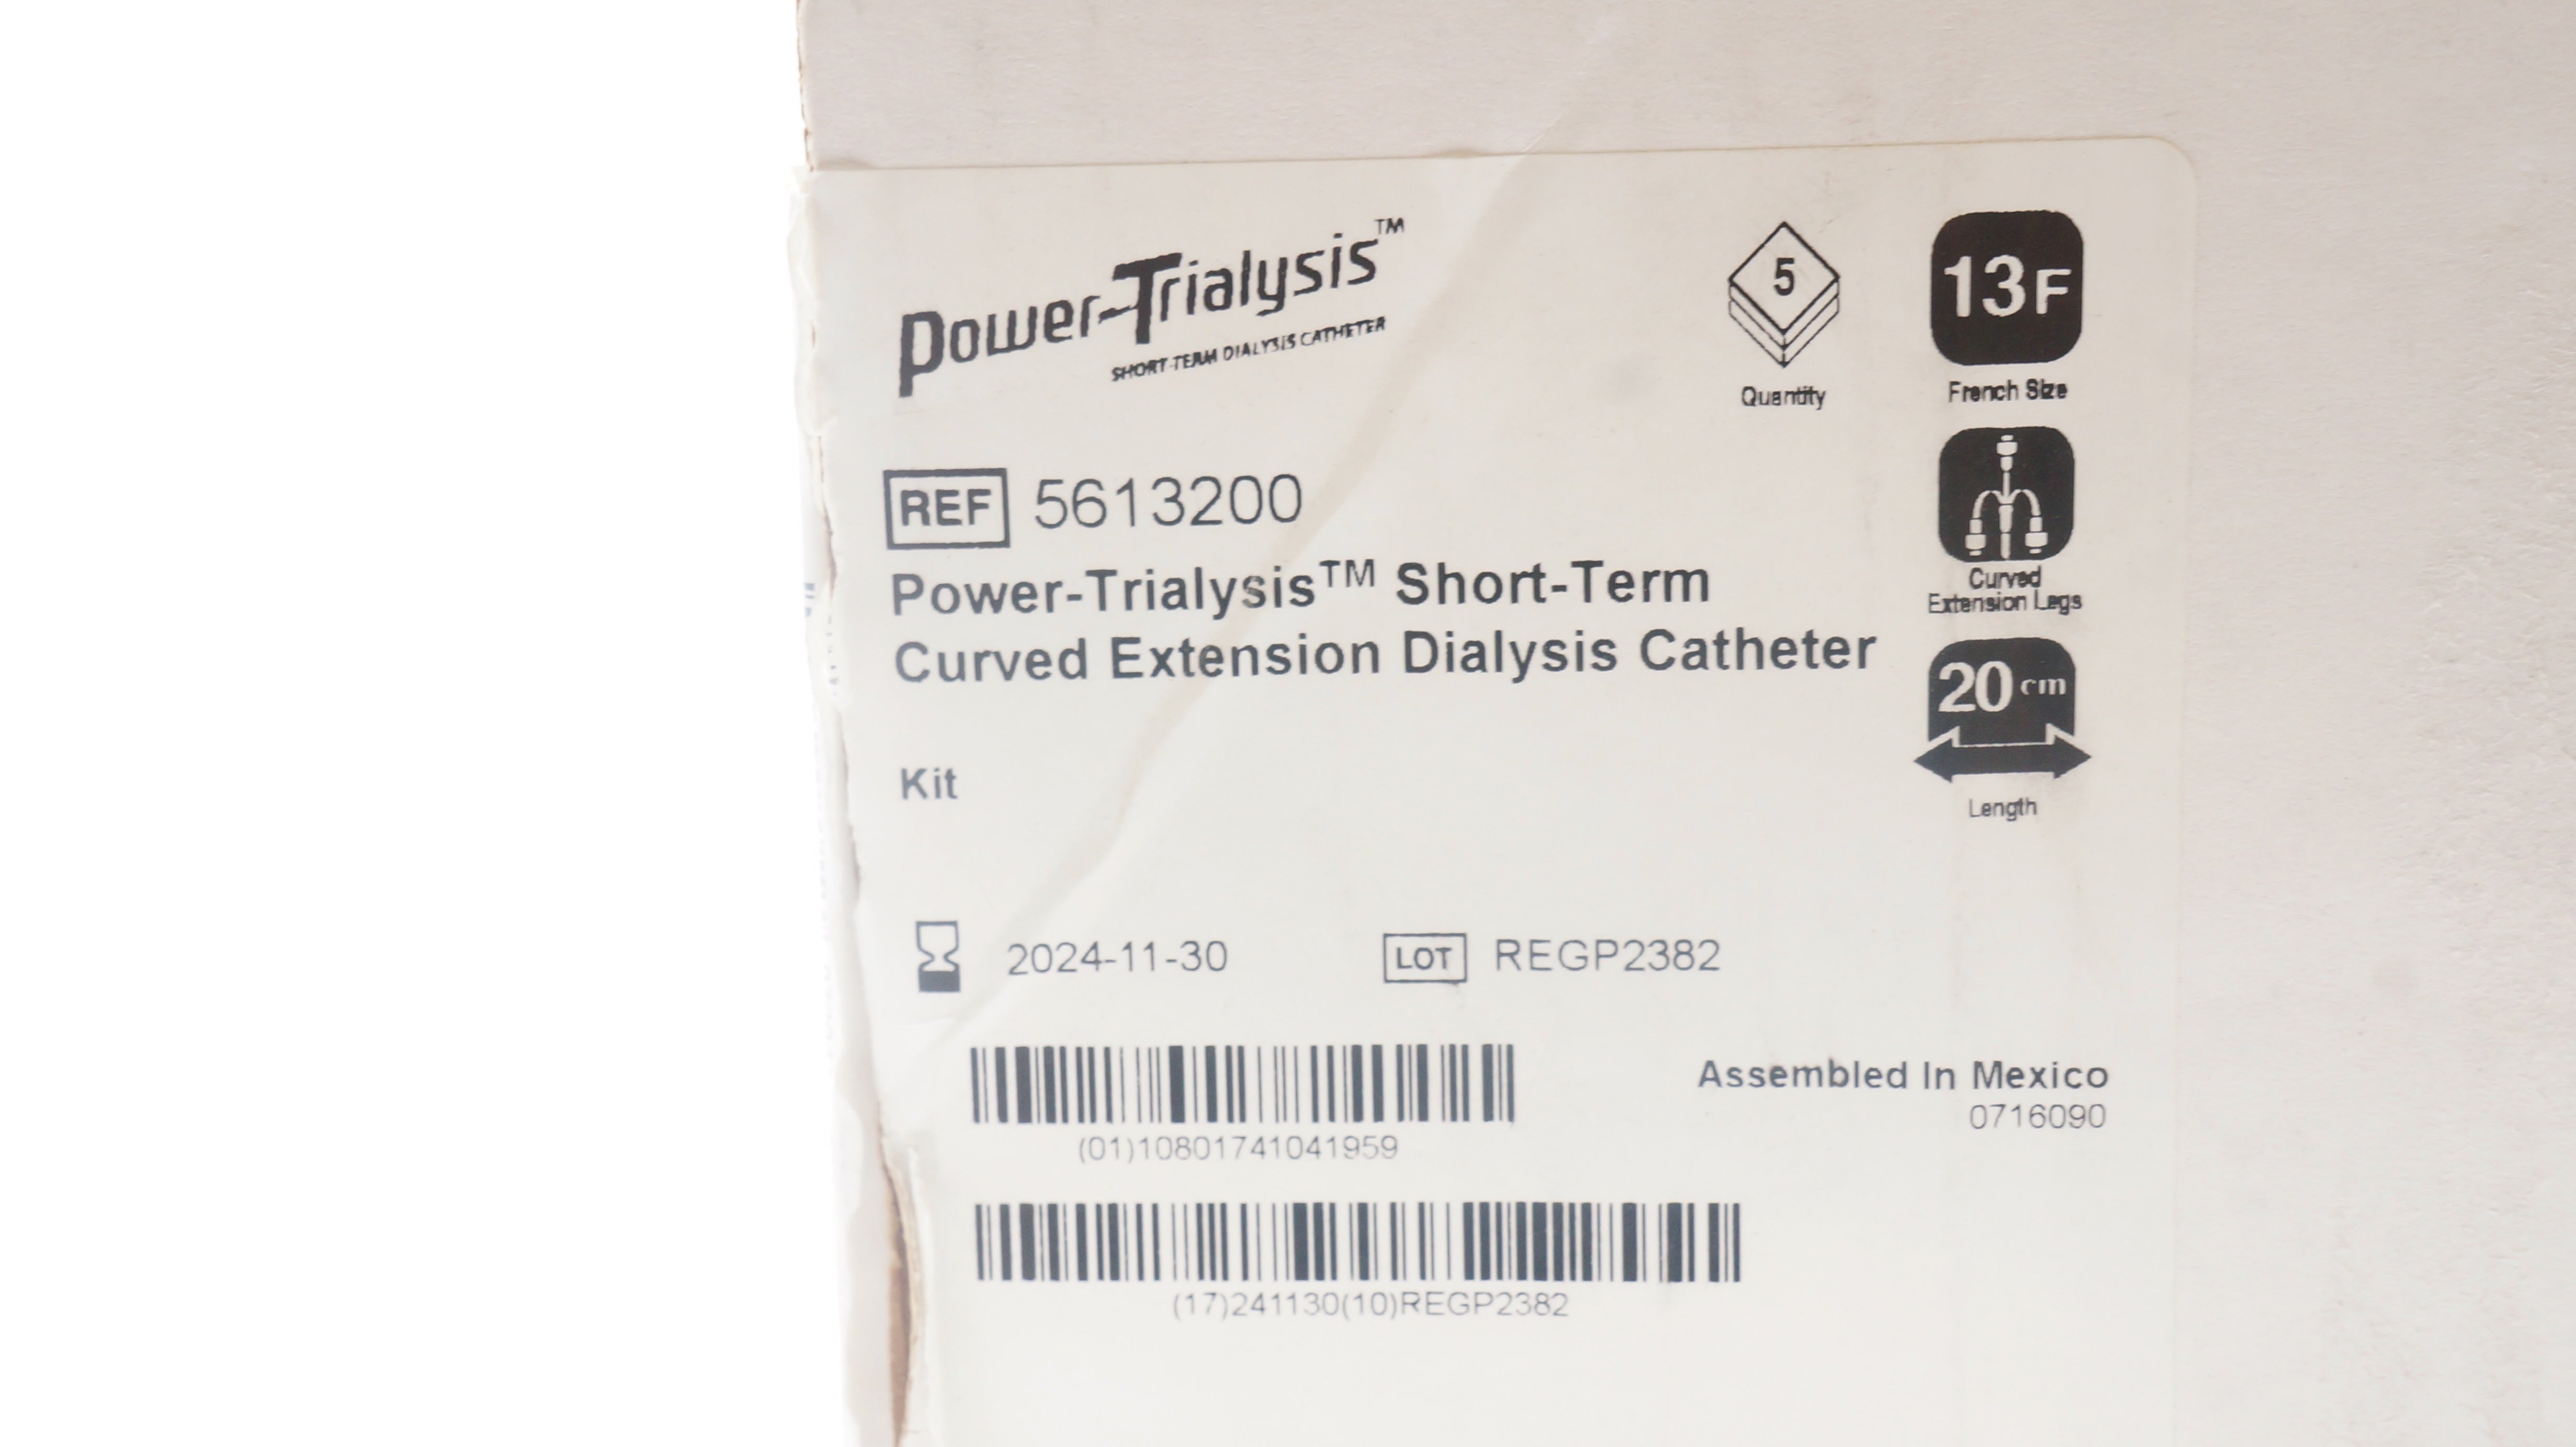 Power-Trialysis™
SHORT-TERM DIALYSIS CATHETER
5
Quantity
13F
French Size
REF 5613200
Power-Trialysis™ Short-Term
Curved Extension Dialysis Catheter
Curved
Extension Legs
20 cm
Length
Kit
2024-11-30
LOT REGP2382
(01)10801741041959
Assembled In Mexico
0716090
(17)241130(10)REGP2382